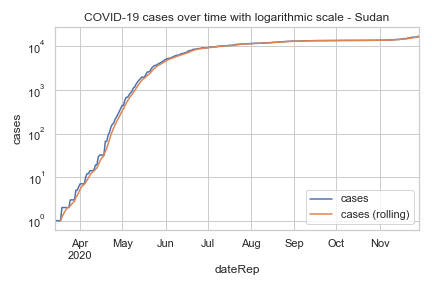 COVID-19 cases over time with logarithmic scale - Sudan
cases
10^4
10^3
10^2
10^1
10^0
Apr
2020
May
Jun
Jul
Aug
Sep
Oct
Nov
dateRep
cases
cases (rolling)